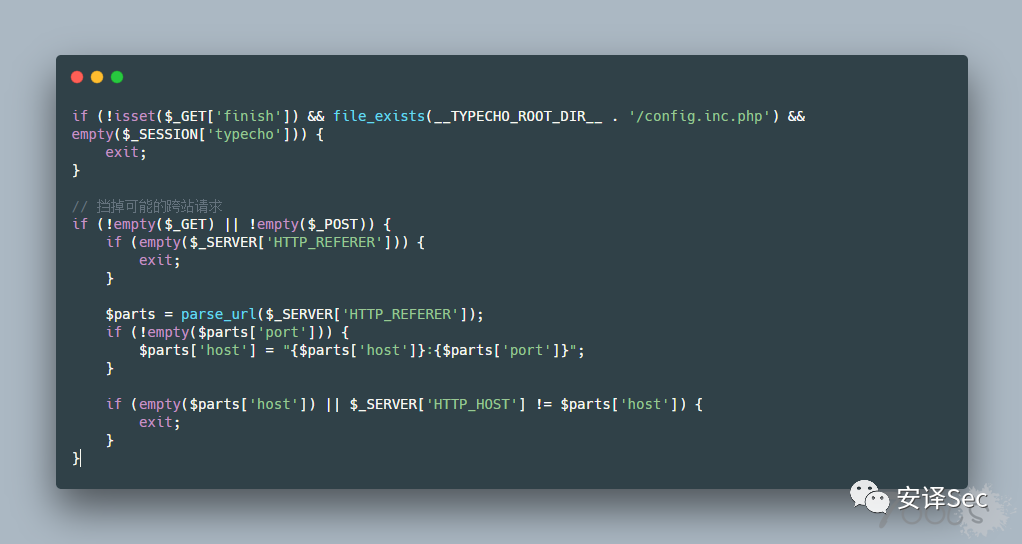 if (!isset($_GET['finish']) && file_exists(__TYPECHO_ROOT_DIR__ . '/config.inc.php') &&
empty($_SESSION['typecho'])) {
    exit;
}

// 挡掉可能的跨站请求
if (!empty($_GET) || !empty($_POST)) {
    if (empty($_SERVER['HTTP_REFERER'])) {
        exit;
    }

    $parts = parse_url($_SERVER['HTTP_REFERER']);
    if (!empty($parts['port'])) {
        $parts['host'] = "{$parts['host']}:{$parts['port']}";
    }

    if (empty($parts['host']) || $_SERVER['HTTP_HOST'] != $parts['host']) {
        exit;
    }
}
安译Sec